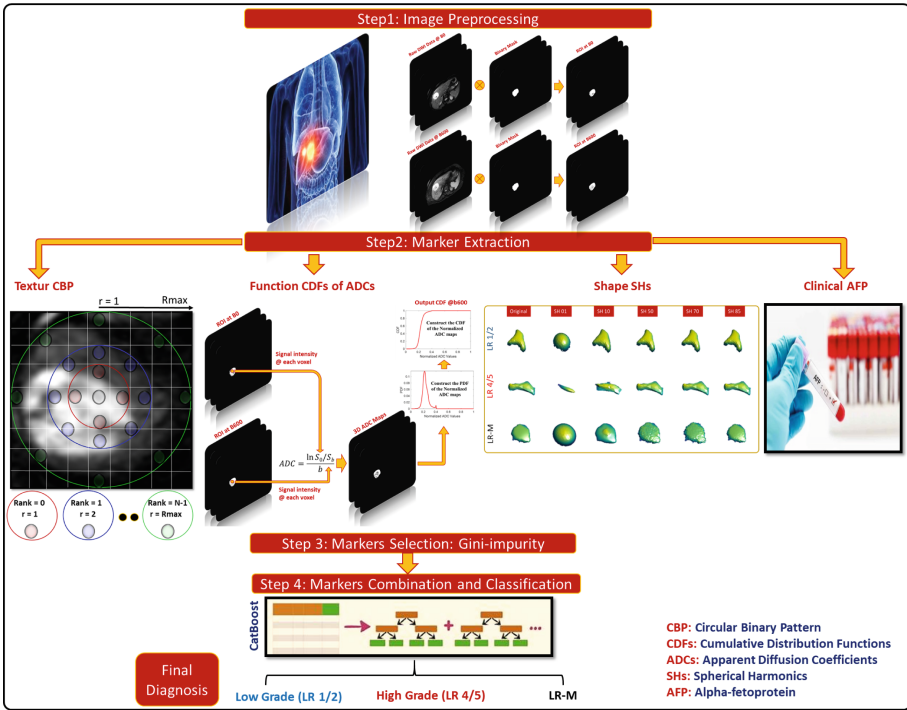 Step1: Image Preprocessing
Raw DWI Data @ B0
Binary Mask
ROI at B0
Raw DWI Data @ B600
Binary Mask
ROI at B600
Step2: Marker Extraction
Textur CBP
Function CDFs of ADCs
Shape SHs
Clinical AFP
r = 1
Rmax
Rank = 0
r = 1
Rank = 1
r = 2
Rank = N-1
r = Rmax
ROI at B0
Signal intensity
@ each voxel
ROI at B600
ADC = ln S0/Sb
b
Signal intensity
@ each voxel
3D ADC Maps
Output CDF @b600
CDF
Construct the CDF
of the Normalized
ADC maps
Normalized ADC Values
Construct the PDF
of the Normalized
ADC maps
Normalized ADC Values
Original
SH 01
SH 10
SH 50
SH 70
SH 85
LR 1/2
LR 4/5
LR-M
AFP
Step 3: Markers Selection: Gini-impurity
Step 4: Markers Combination and Classification
CatBoost
+
...
Final
Diagnosis
Low Grade (LR 1/2)
High Grade (LR 4/5)
LR-M
CBP: Circular Binary Pattern
CDFs: Cumulative Distribution Functions
ADCs: Apparent Diffusion Coefficients
SHs: Spherical Harmonics
AFP: Alpha-fetoprotein